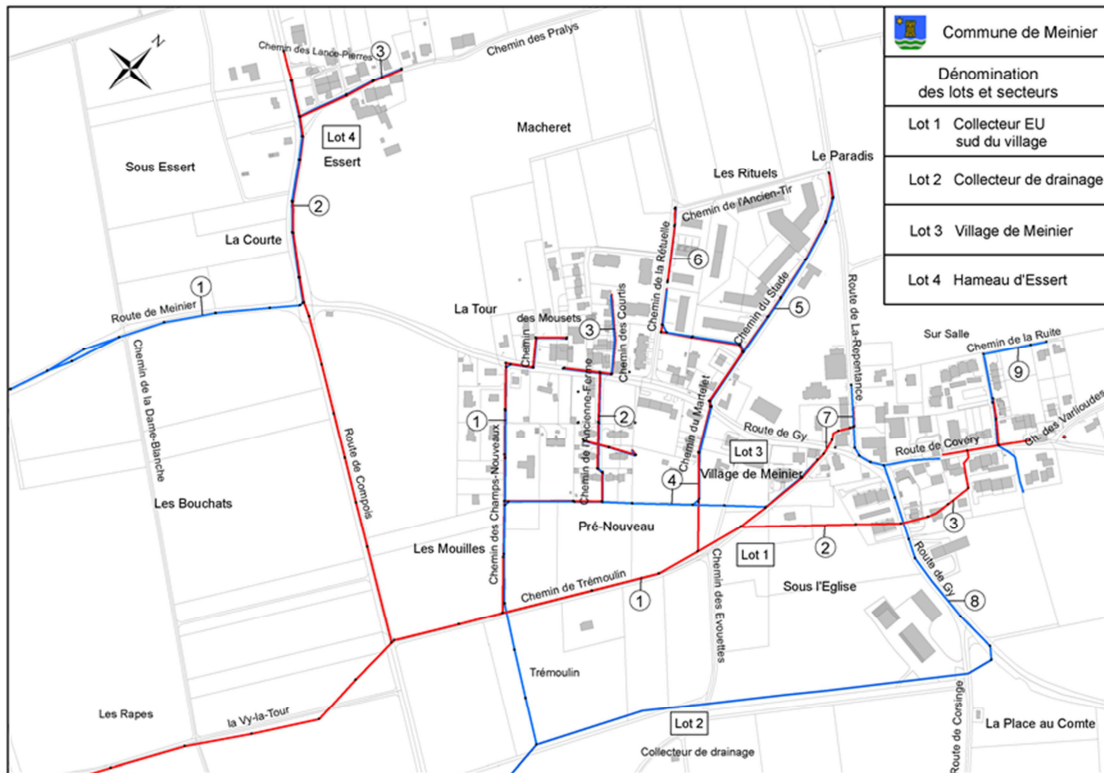 Commune de Meinier
Dénomination
des lots et secteurs
Lot 1 Collecteur EU
sud du village
Lot 2 Collecteur de drainage
Lot 3 Village de Meinier
Lot 4 Hameau d'Essert
N
Chemin des Lance-Pierres
3
Chemin des Pralys
Lot 4
Essert
Macheret
Sous Essert
Le Paradis
Les Rituels
Chemin de l'Ancien-Tir
2
La Courte
6
Chemin de la Rétuelle
1
Route de Meinier
La Tour
Chemin des Mousets
3
Chemin des Courtis
Chemin du Stade
5
Route de La-Repentance
Sur Salle
Chemin de la Ruite
9
Chemin de la Dame-Blanche
1
Chemin des Champs-Nouveaux
Chemin de l'Ancienne-Ferme
2
Chemin du Martelet
Route de Gy
7
Ch. des Varlioudes
Route de Covéry
Lot 3
Village de Meinier
Route de Compois
Les Bouchats
4
Pré-Nouveau
3
Les Mouilles
Lot 1
2
Chemin de Trémoulin
1
Chemin des Evouettes
Sous l'Eglise
Route de Gy
8
Trémoulin
Les Rapes
la Vy-la-Tour
Lot 2
Collecteur de drainage
Route de Corsinge
La Place au Comte